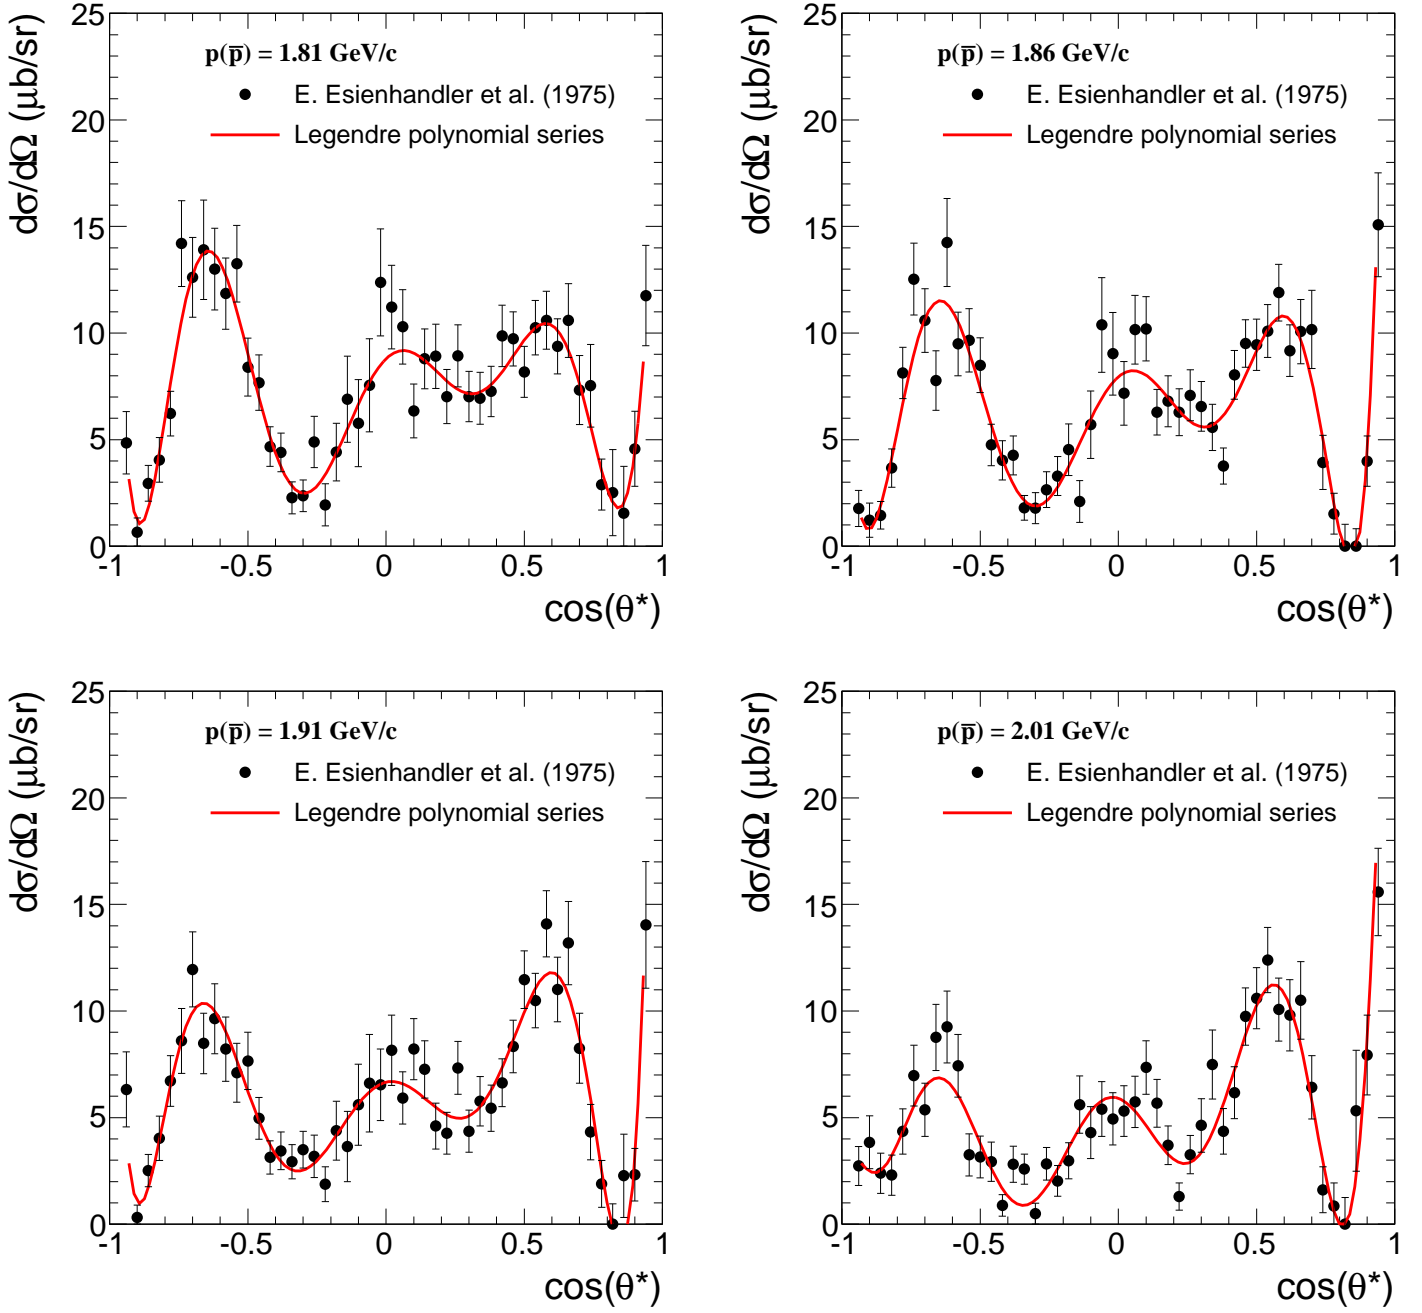 dσ/dΩ (μb/sr)
25
20
15
10
5
0
p(p̅) = 1.81 GeV/c
E. Esienhandler et al. (1975)
Legendre polynomial series
-1 -0.5 0 0.5 1
cos(θ*)
dσ/dΩ (μb/sr)
25
20
15
10
5
0
p(p̅) = 1.86 GeV/c
E. Esienhandler et al. (1975)
Legendre polynomial series
-1 -0.5 0 0.5 1
cos(θ*)
dσ/dΩ (μb/sr)
25
20
15
10
5
0
p(p̅) = 1.91 GeV/c
E. Esienhandler et al. (1975)
Legendre polynomial series
-1 -0.5 0 0.5 1
cos(θ*)
dσ/dΩ (μb/sr)
25
20
15
10
5
0
p(p̅) = 2.01 GeV/c
E. Esienhandler et al. (1975)
Legendre polynomial series
-1 -0.5 0 0.5 1
cos(θ*)